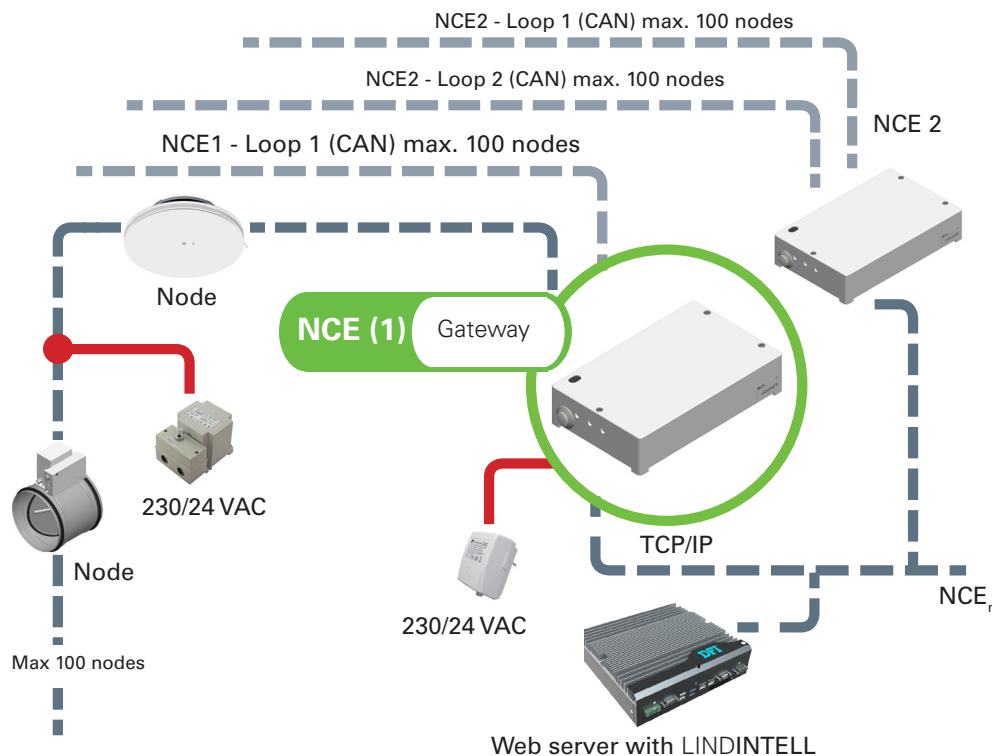 NCE2 - Loop 1 (CAN) max. 100 nodes
NCE2 - Loop 2 (CAN) max. 100 nodes
NCE 2
NCE1 - Loop 1 (CAN) max. 100 nodes
Node
NCE (1) Gateway
230/24 VAC
TCP/IP
Node
NCE
230/24 VAC
Max 100 nodes
DFI
Web server with LINDINTELL